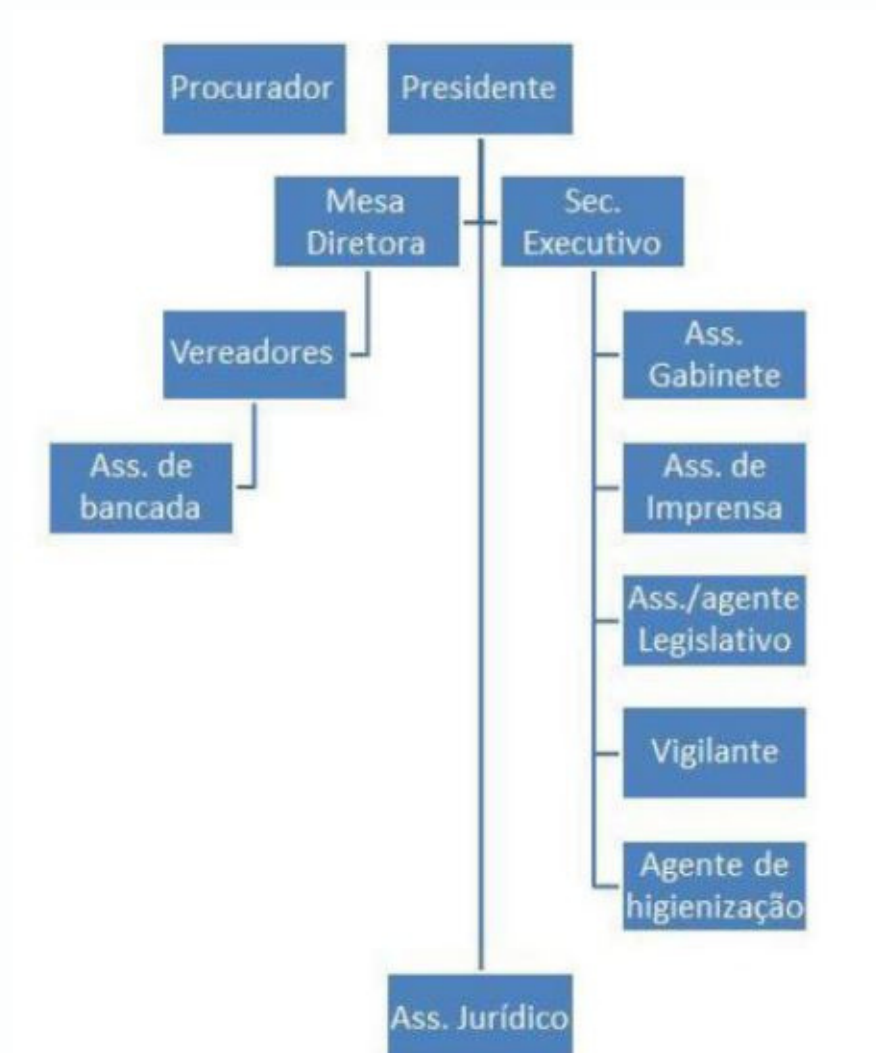 Procurador
Presidente
Mesa
Diretora
Sec.
Executivo
Vereadores
Ass.
Gabinete
Ass. de
bancada
Ass. de
Imprensa
Ass./agente
Legislativo
Vigilante
Agente de
higienização
Ass. Jurídico